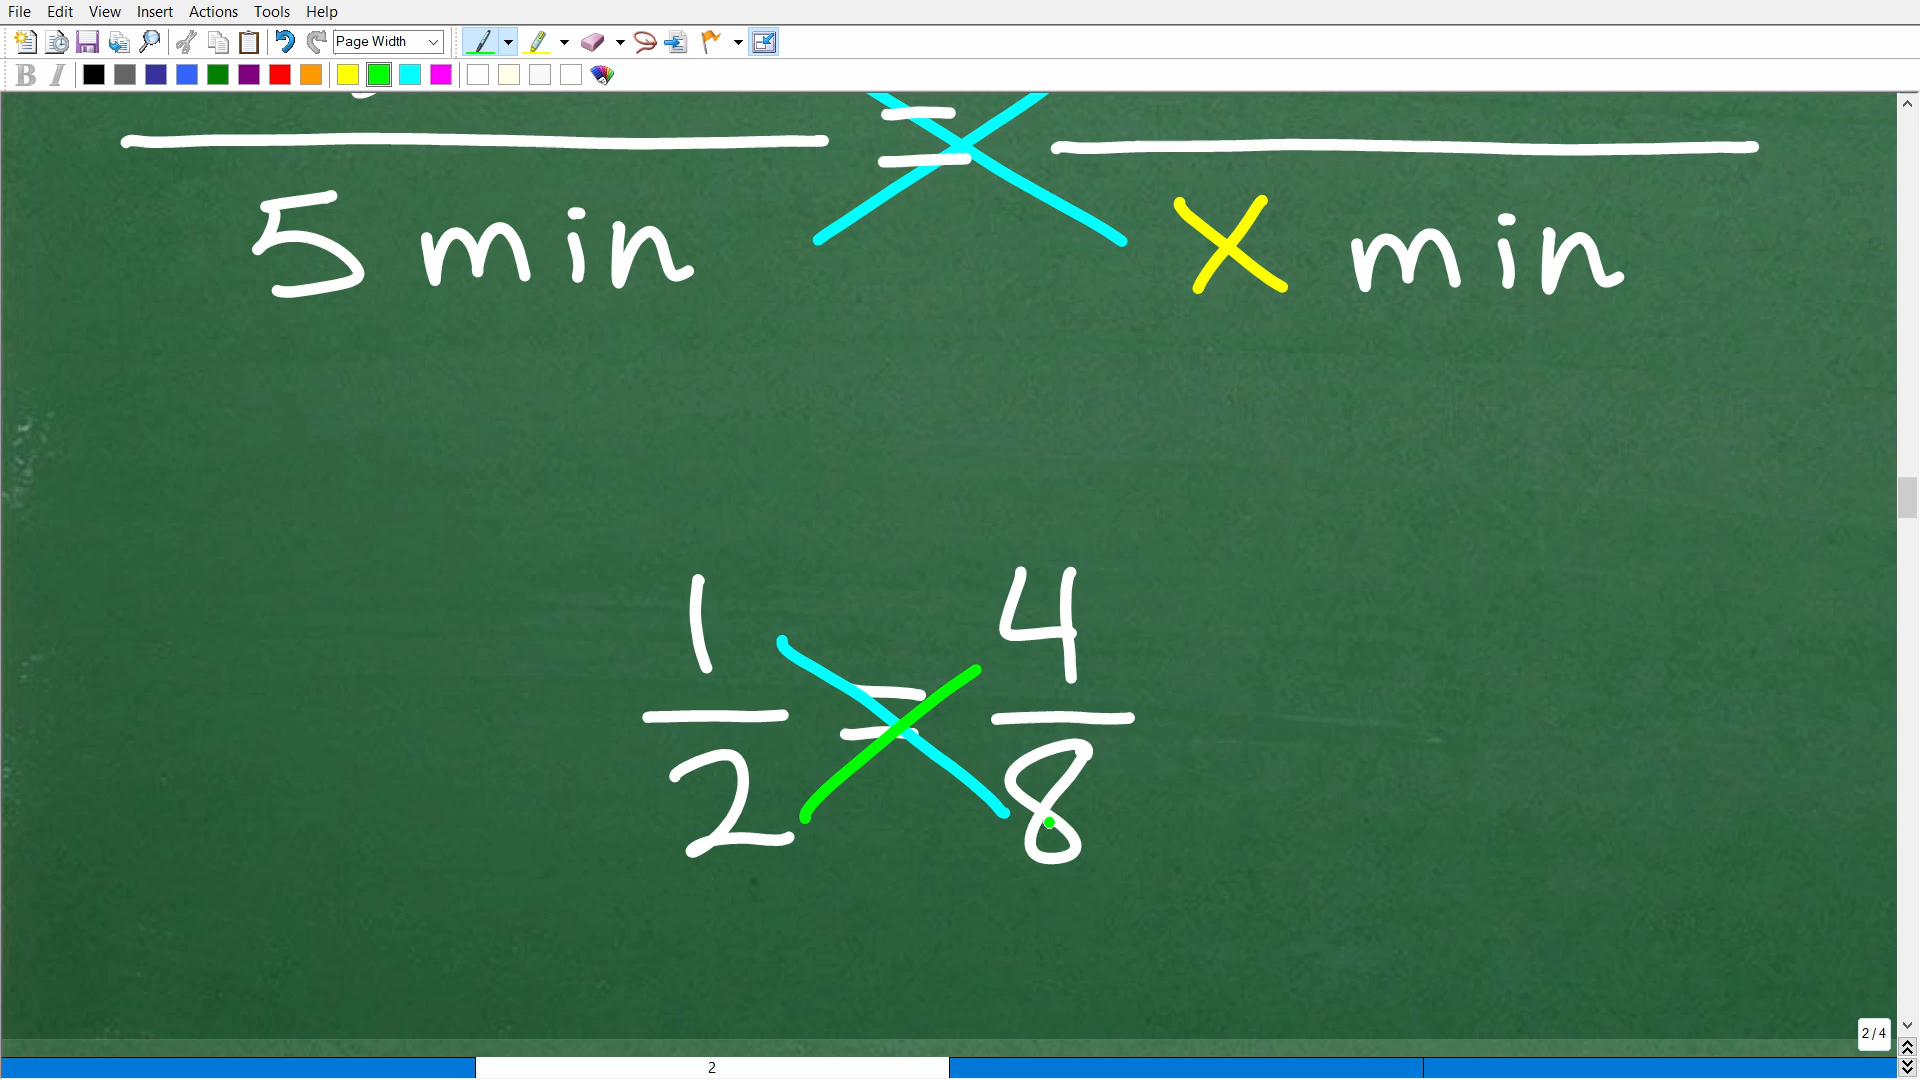 File Edit View Insert Actions Tools Help
Page Width
B I
=
5 min x min
1 = 4
2 8
2 / 4
2